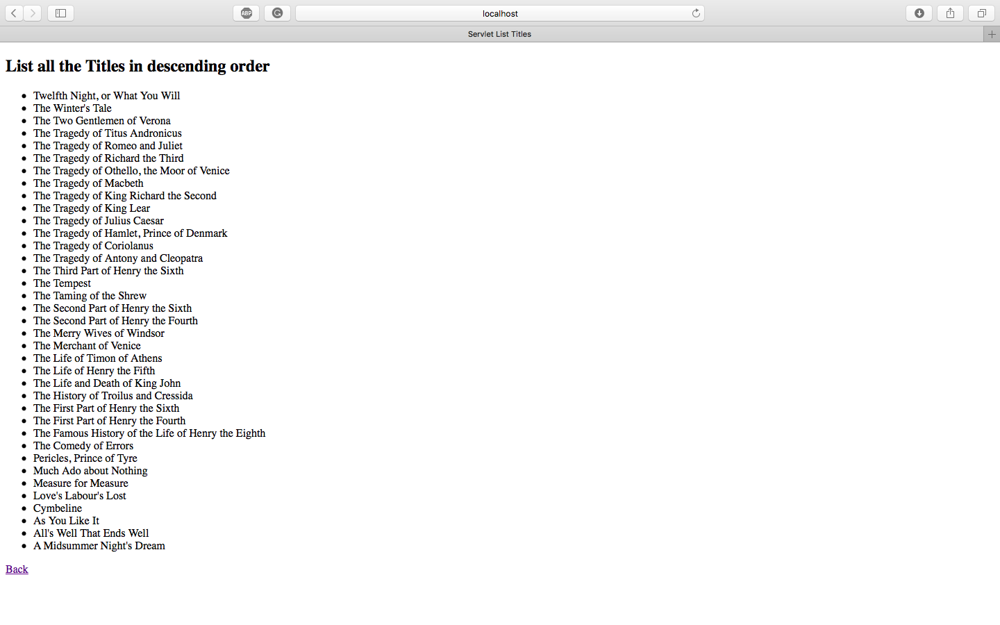 ABP
localhost
Servlet List Titles
List all the Titles in descending order
Twelfth Night, or What You Will
The Winter's Tale
The Two Gentlemen of Verona
The Tragedy of Titus Andronicus
The Tragedy of Romeo and Juliet
The Tragedy of Richard the Third
The Tragedy of Othello, the Moor of Venice
The Tragedy of Macbeth
The Tragedy of King Richard the Second
The Tragedy of King Lear
The Tragedy of Julius Caesar
The Tragedy of Hamlet, Prince of Denmark
The Tragedy of Coriolanus
The Tragedy of Antony and Cleopatra
The Third Part of Henry the Sixth
The Tempest
The Taming of the Shrew
The Second Part of Henry the Sixth
The Second Part of Henry the Fourth
The Merry Wives of Windsor
The Merchant of Venice
The Life of Timon of Athens
The Life of Henry the Fifth
The Life and Death of King John
The History of Troilus and Cressida
The First Part of Henry the Sixth
The First Part of Henry the Fourth
The Famous History of the Life of Henry the Eighth
The Comedy of Errors
Pericles, Prince of Tyre
Much Ado about Nothing
Measure for Measure
Love's Labour's Lost
Cymbeline
As You Like It
All's Well That Ends Well
A Midsummer Night's Dream
Back